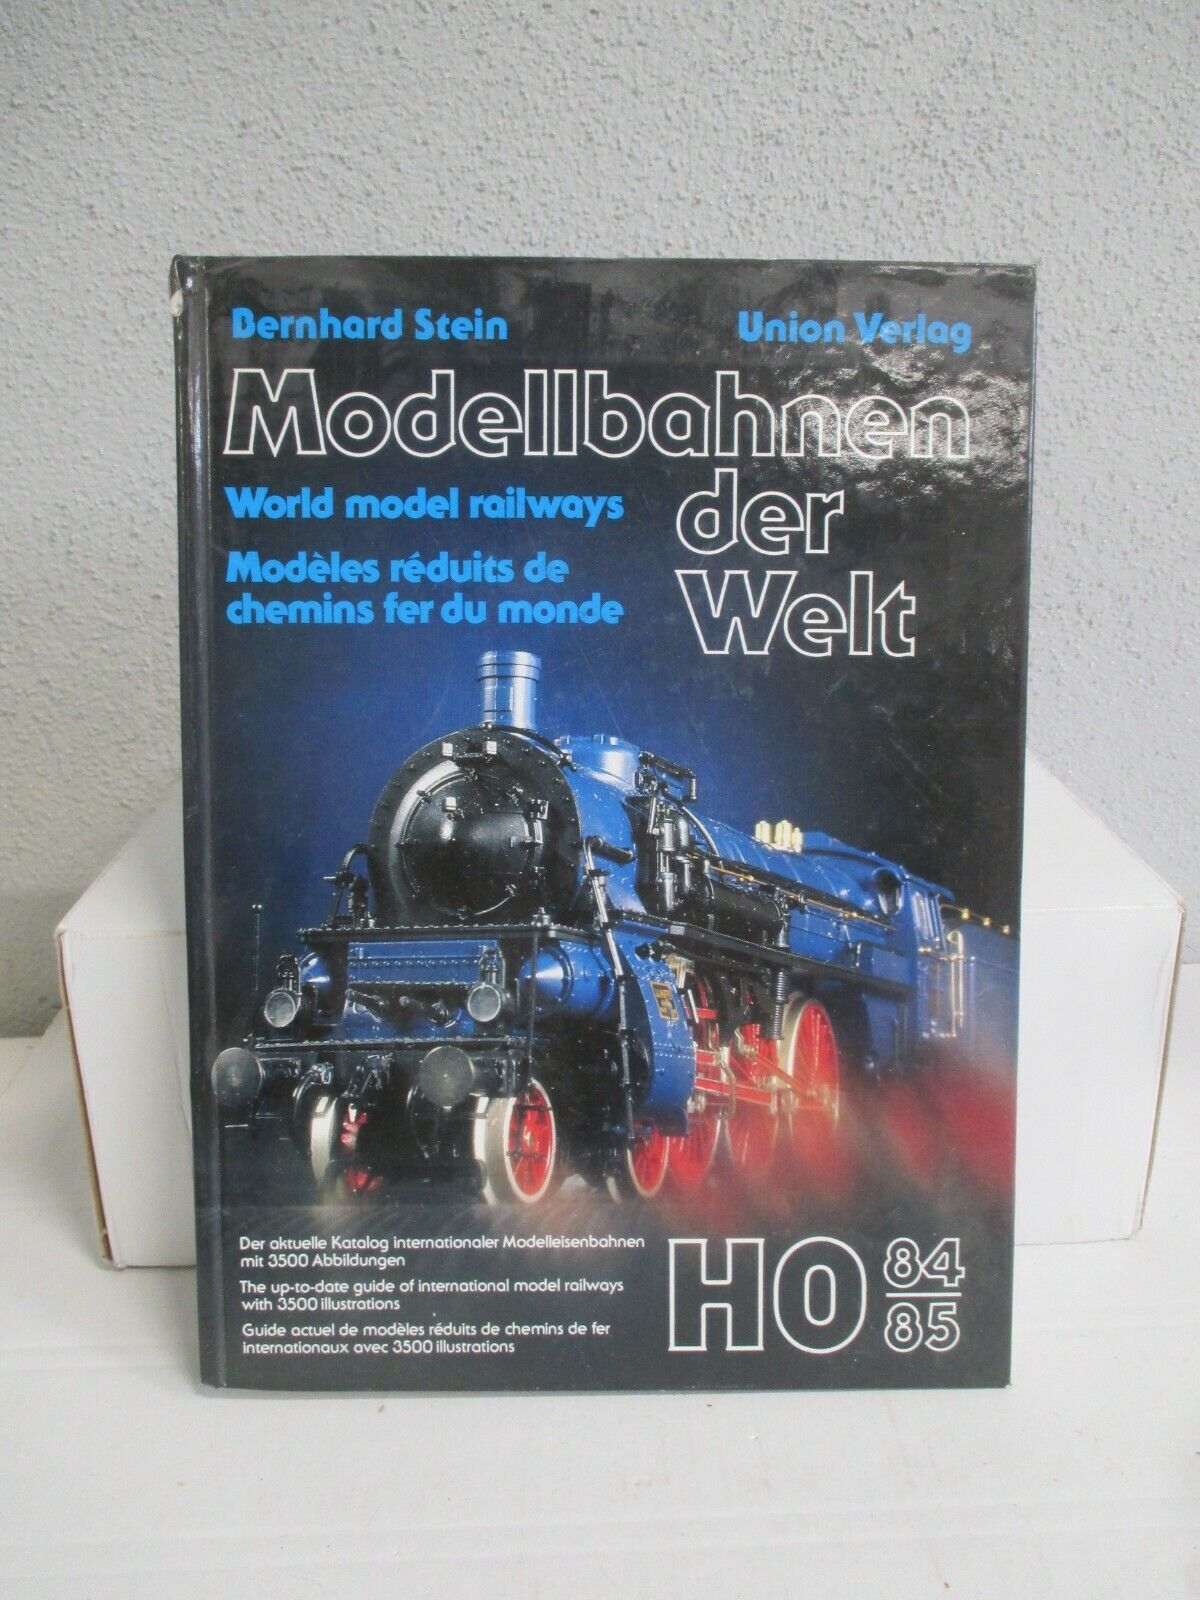 Bernhard Stein
Union Verlag
Modellbahnen
der
Welt
World model railways
Modèles réduits de
chemins fer du monde
Der aktuelle Katalog internationaler Modelleisenbahnen
mit 3500 Abbildungen
The up-to-date guide of international model railways
with 3500 illustrations
Guide actuel de modèles réduits de chemins de fer
internationaux avec 3500 illustrations
HO
84
85